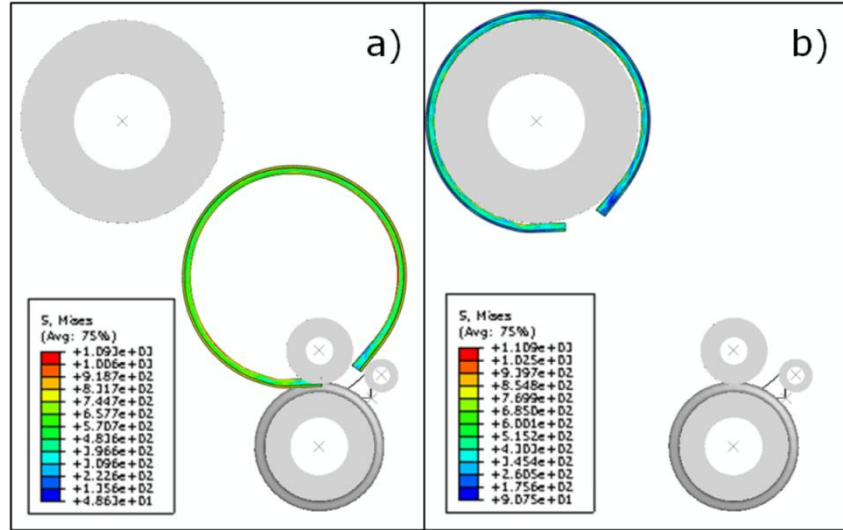 a)
S, Mises
(Avg: 75%)
+1.093e+03
+1.006e+03
+9.187e+02
+8.317e+02
+7.447e+02
+6.577e+02
+5.707e+02
+4.836e+02
+3.966e+02
+3.096e+02
+2.226e+02
+1.356e+02
+4.863e+01
b)
S, Mises
(Avg: 75%)
+1.109e+03
+1.025e+03
+9.397e+02
+8.548e+02
+7.699e+02
+6.850e+02
+6.001e+02
+5.152e+02
+4.303e+02
+3.454e+02
+2.605e+02
+1.756e+02
+9.075e+01